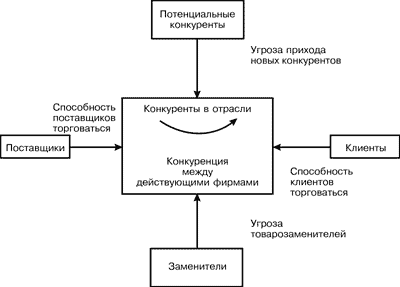 Потенциальные
конкуренты
Угроза прихода
новых конкурентов
Способность
поставщиков
торговаться
Конкуренты в отрасли
Поставщики
Клиенты
Конкуренция
между
действующими фирмами
Способность
клиентов
торговаться
Угроза
товарозаменителей
Заменители